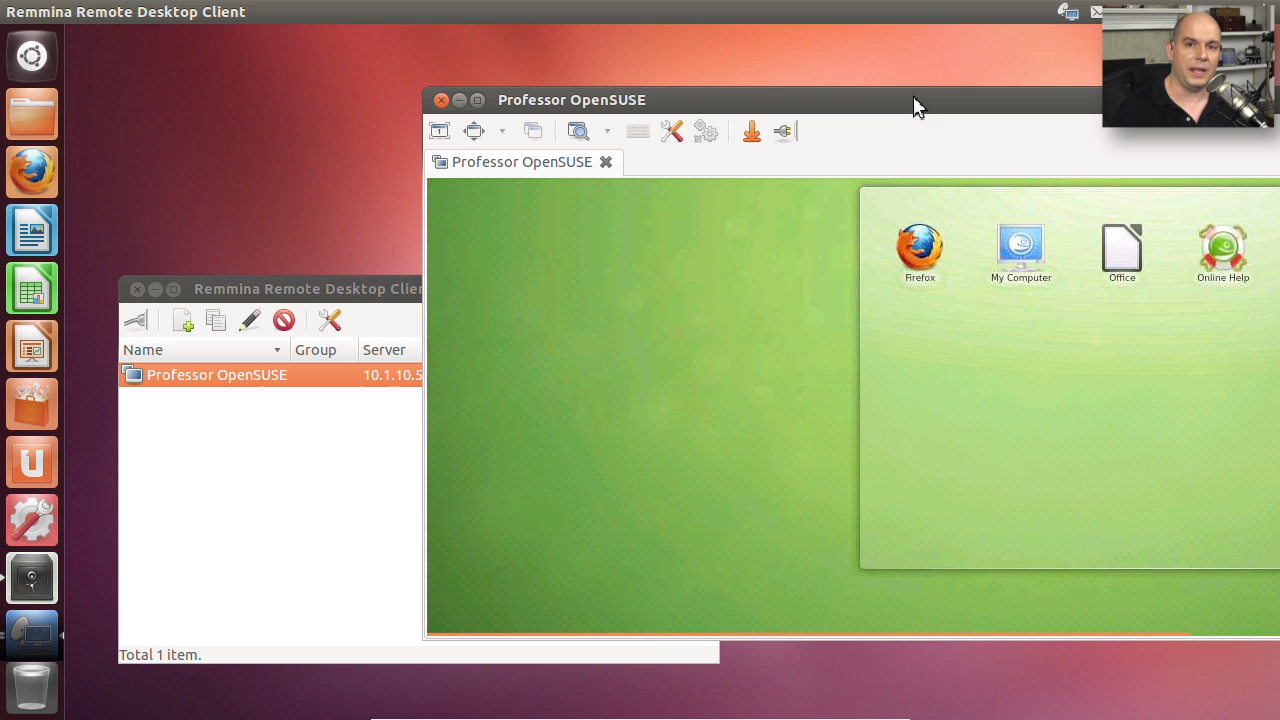 Remmina Remote Desktop Client
Professor OpenSUSE
Professor OpenSUSE
Firefox
My Computer
Office
Online Help
Remmina Remote Desktop Clien
Name
Group
Server
Professor OpenSUSE
10.1.10.5
Total 1 item.